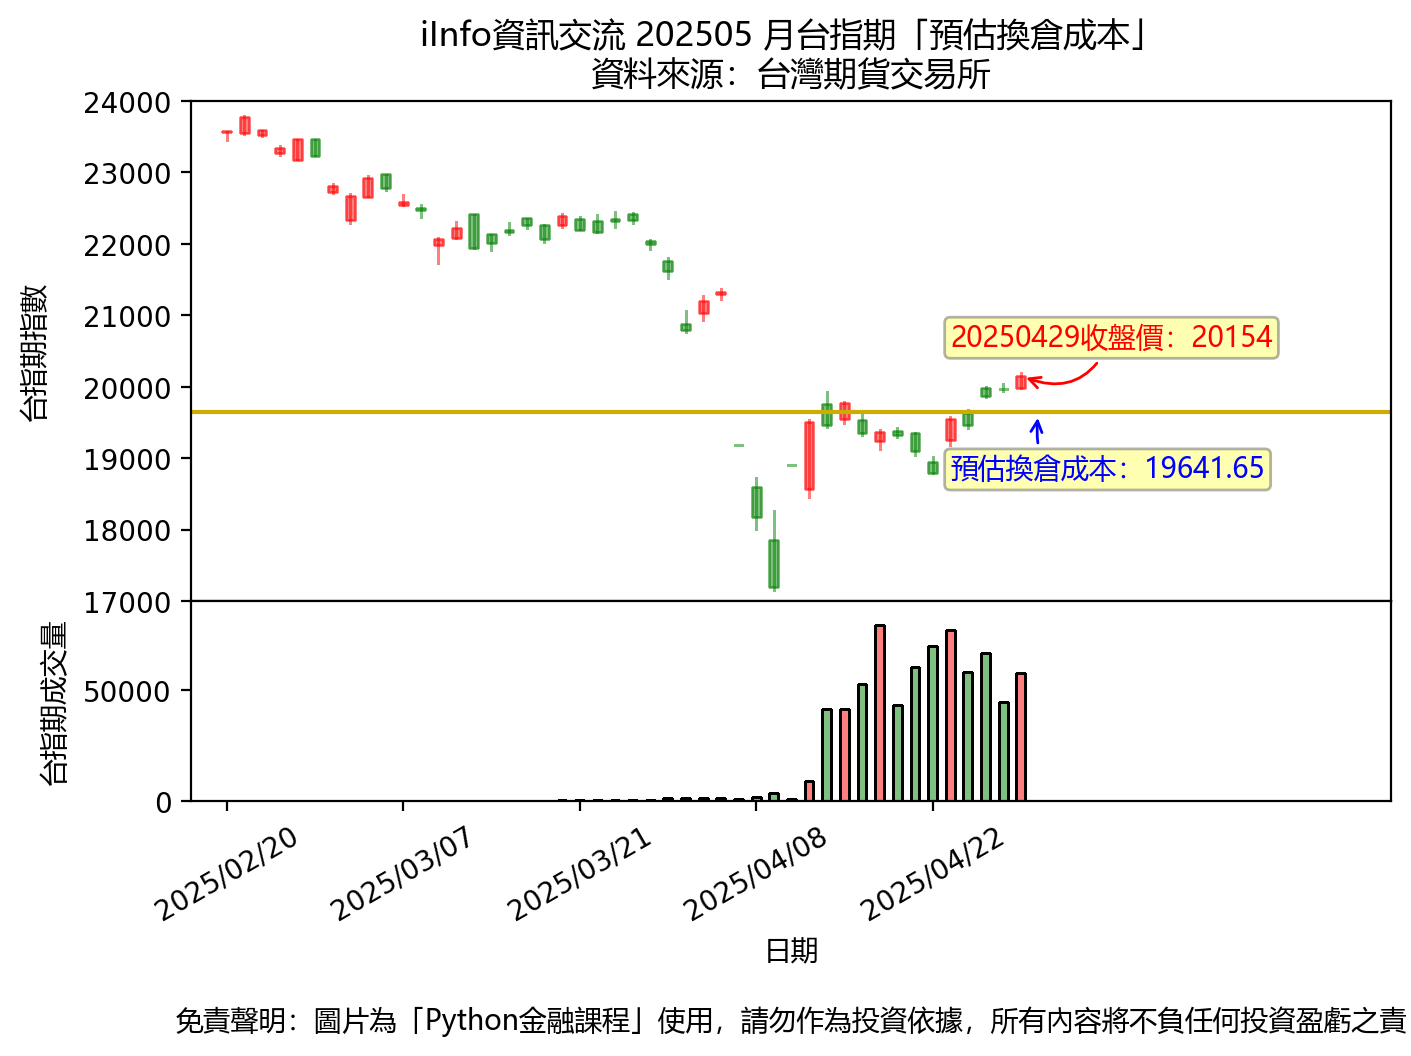 iInfo資訊交流 202505 月台指期「預估換倉成本」
資料來源：台灣期貨交易所
24000
23000
22000
21000
20000
19000
18000
17000
台指期指數
20250429收盤價：20154
預估換倉成本：19641.65
50000
0
台指期成交量
2025/02/20
2025/03/07
2025/03/21
2025/04/08
2025/04/22
日期
免責聲明：圖片為「Python金融課程」使用，請勿作為投資依據，所有內容將不負任何投資盈虧之責